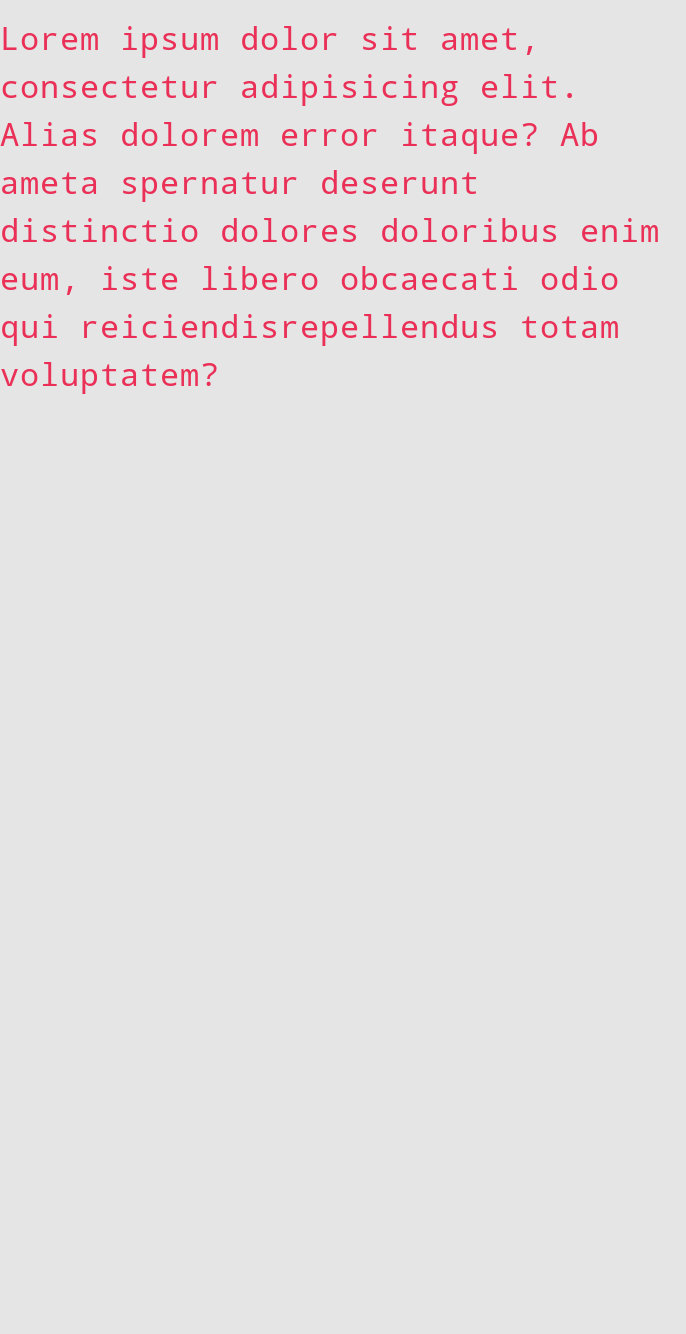 Lorem ipsum dolor sit amet,
consectetur adipisicing elit.
Alias dolorem error itaque? Ab
ameta spernatur deserunt
distinctio dolores doloribus enim
eum, iste libero obcaecati odio
qui reiciendisrepellendus totam
voluptatem?